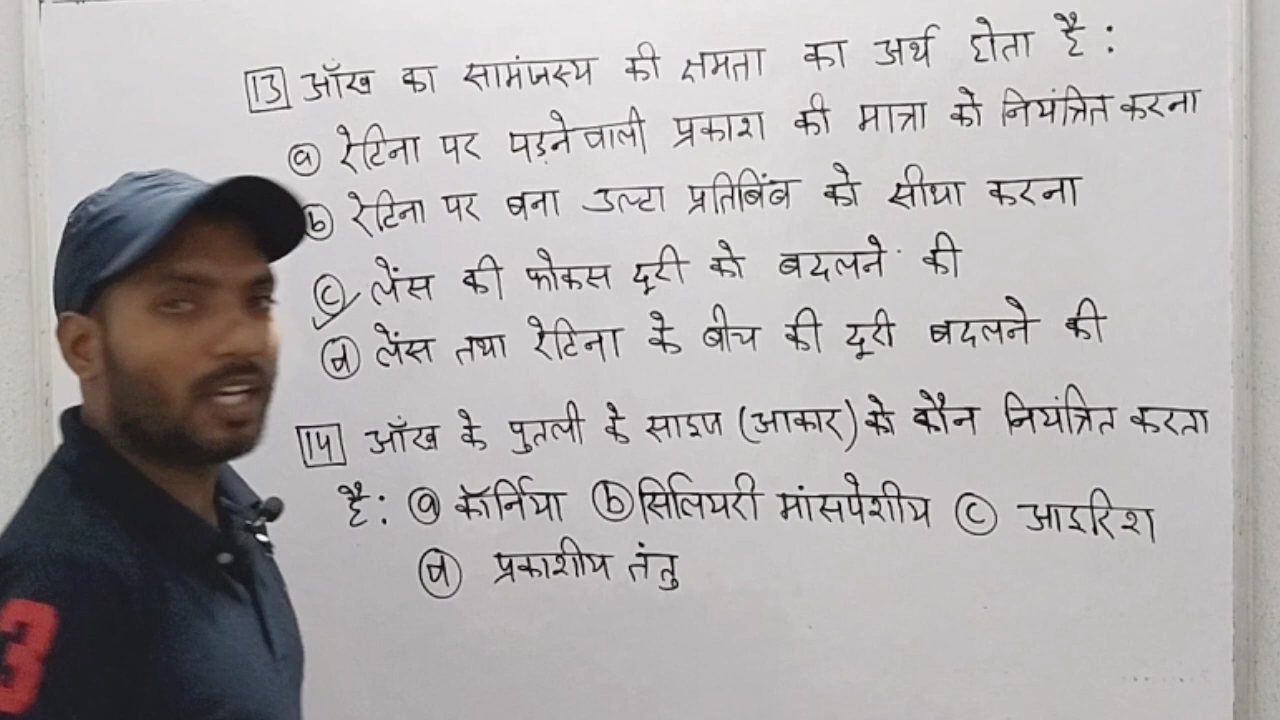 13 आँख का सामंजस्य की क्षमता का अर्थ होता है :
(a) रेटिना पर पड़ने वाली प्रकाश की मात्रा को नियंत्रित करना
(b) रेटिना पर बना उल्टा प्रतिबिंब को सीधा करना
(c) लेंस की फोकस दूरी को बदलने की
(d) लेंस तथा रेटिना के बीच की दूरी बदलने की
14 आँख के पुतली के साइज (आकार) को कौन नियंत्रित करता
है : (a) कॉर्निया (b) सिलियरी मांसपेशीय (c) आइरिश
(d) प्रकाशीय तंतु
3